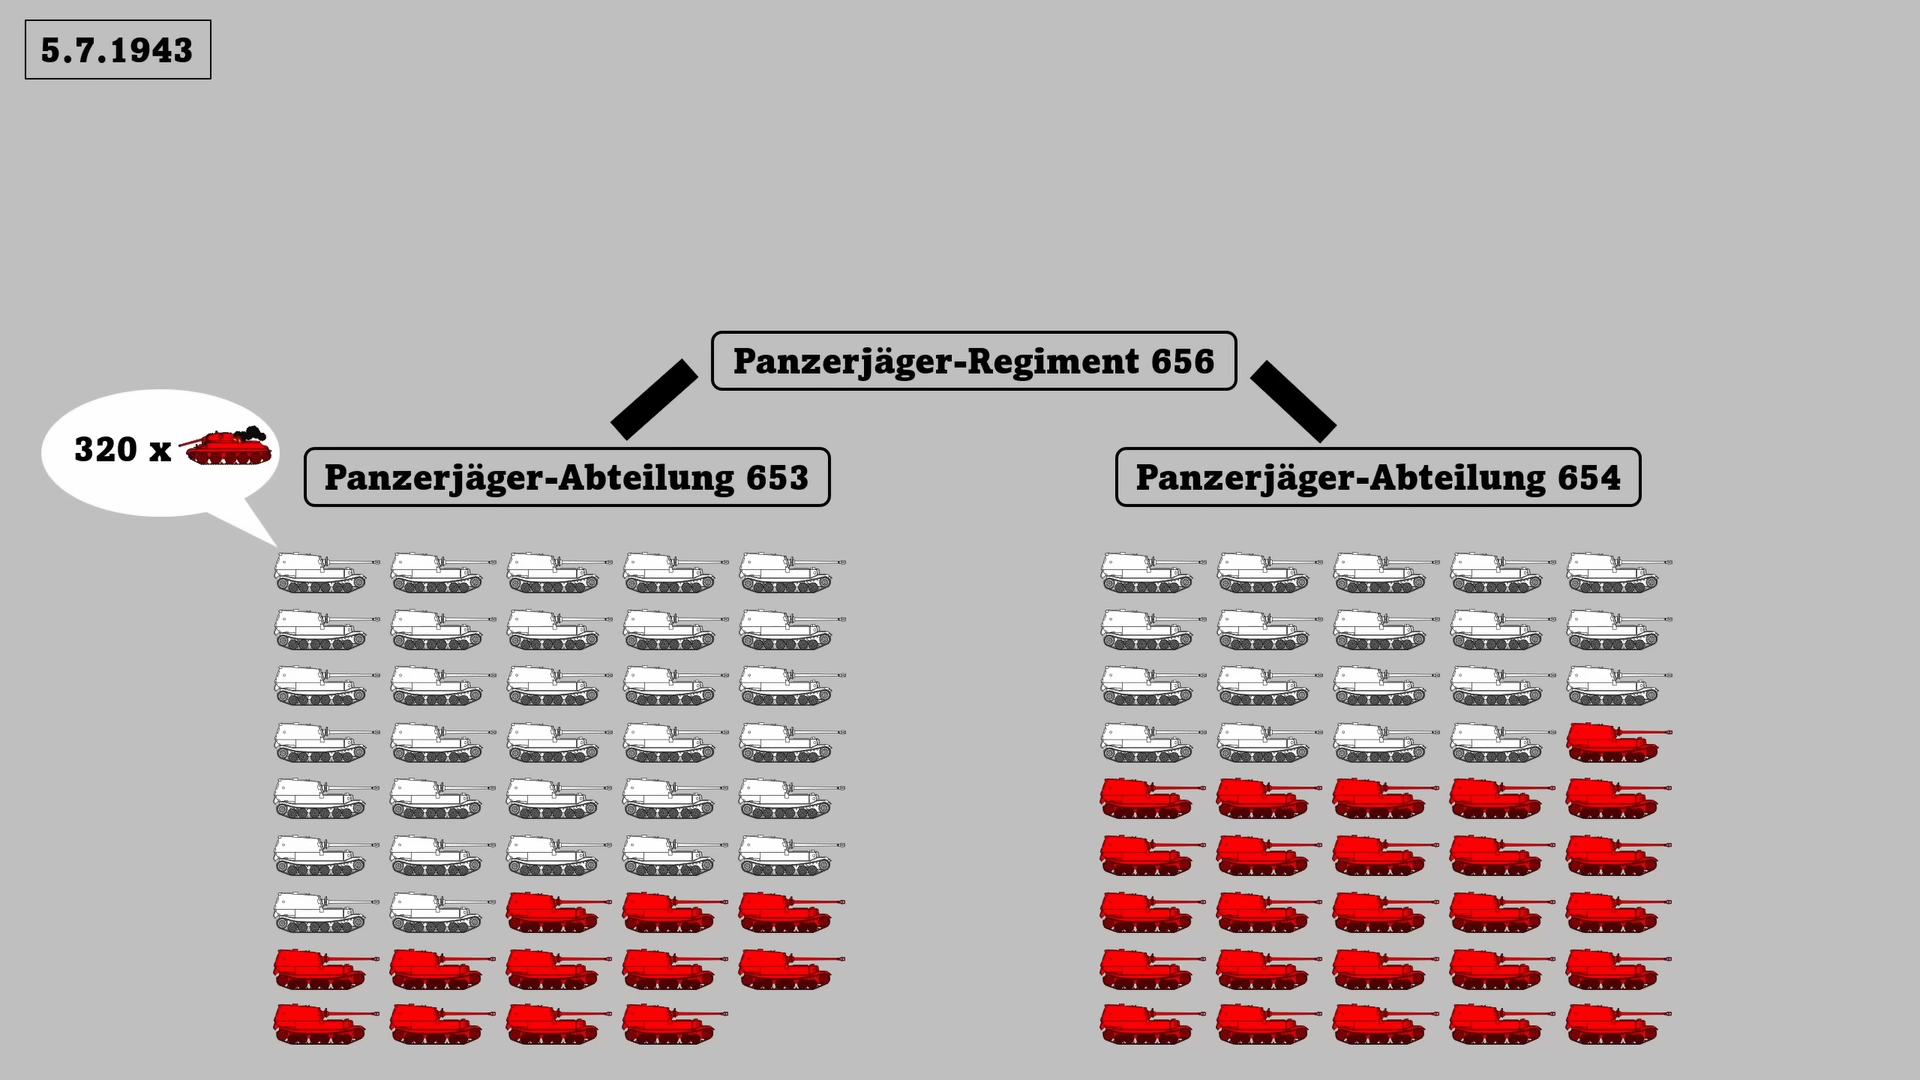 5.7.1943
Panzerjäger-Regiment 656
320 x
Panzerjäger-Abteilung 653
Panzerjäger-Abteilung 654